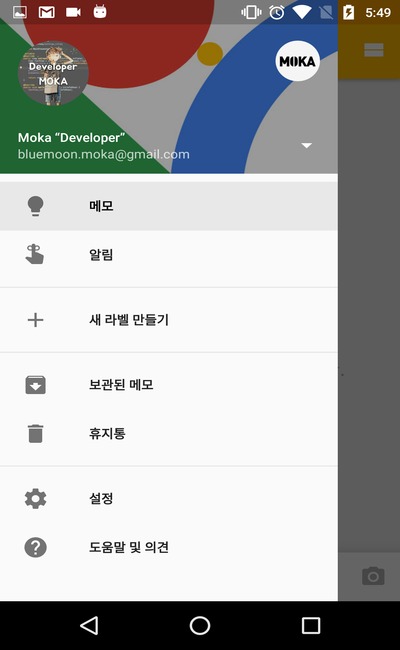 5:49
Developer
MOKA
MOKA
Moka “Developer”
bluemoon.moka@gmail.com
메모
알림
새 라벨 만들기
보관된 메모
휴지통
설정
도움말 및 의견